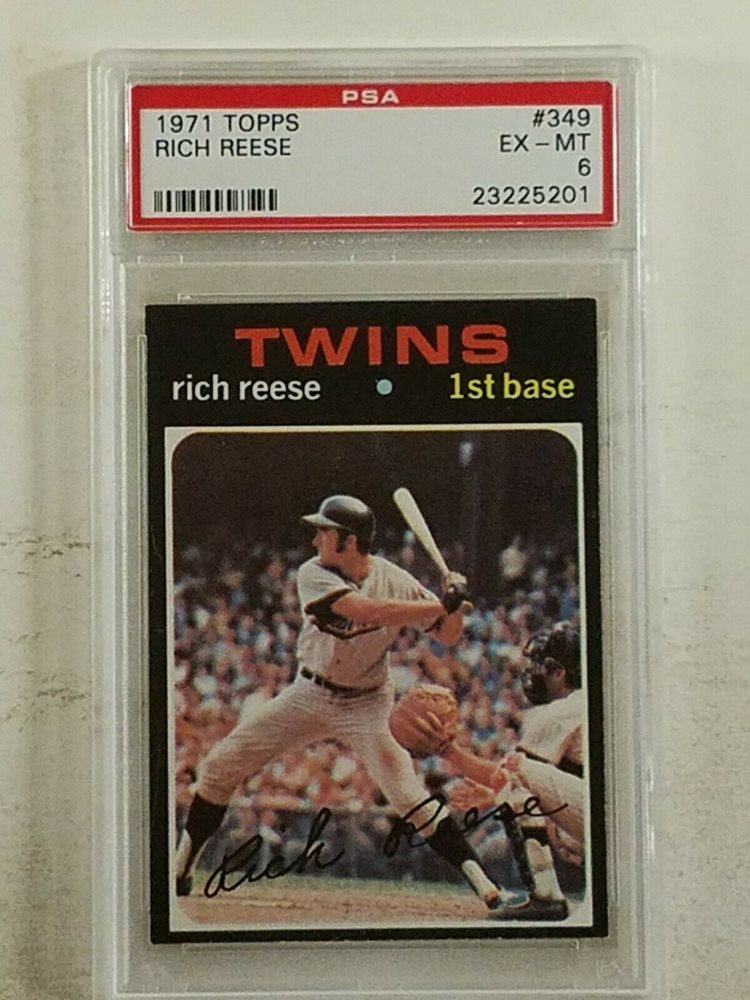 PSA
1971 TOPPS #349
RICH REESE EX - MT
6
23225201
TWINS
rich reese • 1st base
Rich Reese